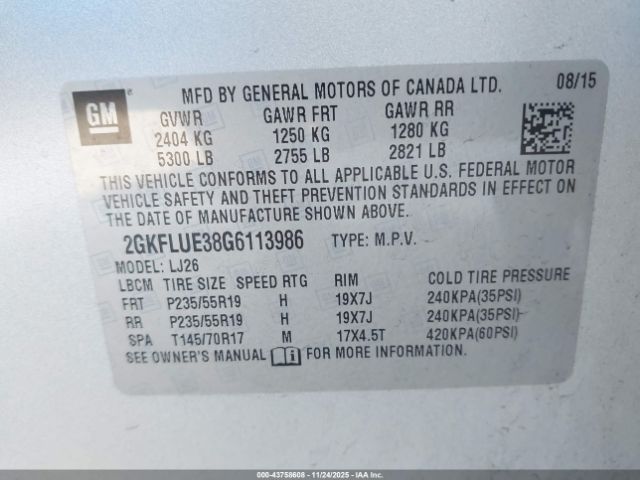 GM
MFD BY GENERAL MOTORS OF CANADA LTD. 08/15
GVWR GAWR FRT GAWR RR
2404 KG 1250 KG 1280 KG
5300 LB 2755 LB 2821 LB
THIS VEHICLE CONFORMS TO ALL APPLICABLE U.S. FEDERAL MOTOR
VEHICLE SAFETY AND THEFT PREVENTION STANDARDS IN EFFECT ON
THE DATE OF MANUFACTURE SHOWN ABOVE.
2GKFLUE38G6113986 TYPE: M.P.V.
MODEL: LJ26
LBCM TIRE SIZE SPEED RTG RIM COLD TIRE PRESSURE
FRT P235/55R19 H 19X7J 240KPA(35PSI)
RR P235/55R19 H 19X7J 240KPA(35PSI)
SPA T145/70R17 M 17X4.5T 420KPA(60PSI)
SEE OWNER'S MANUAL FOR MORE INFORMATION.
000-43758608 - 11/24/2025 - IAA Inc.